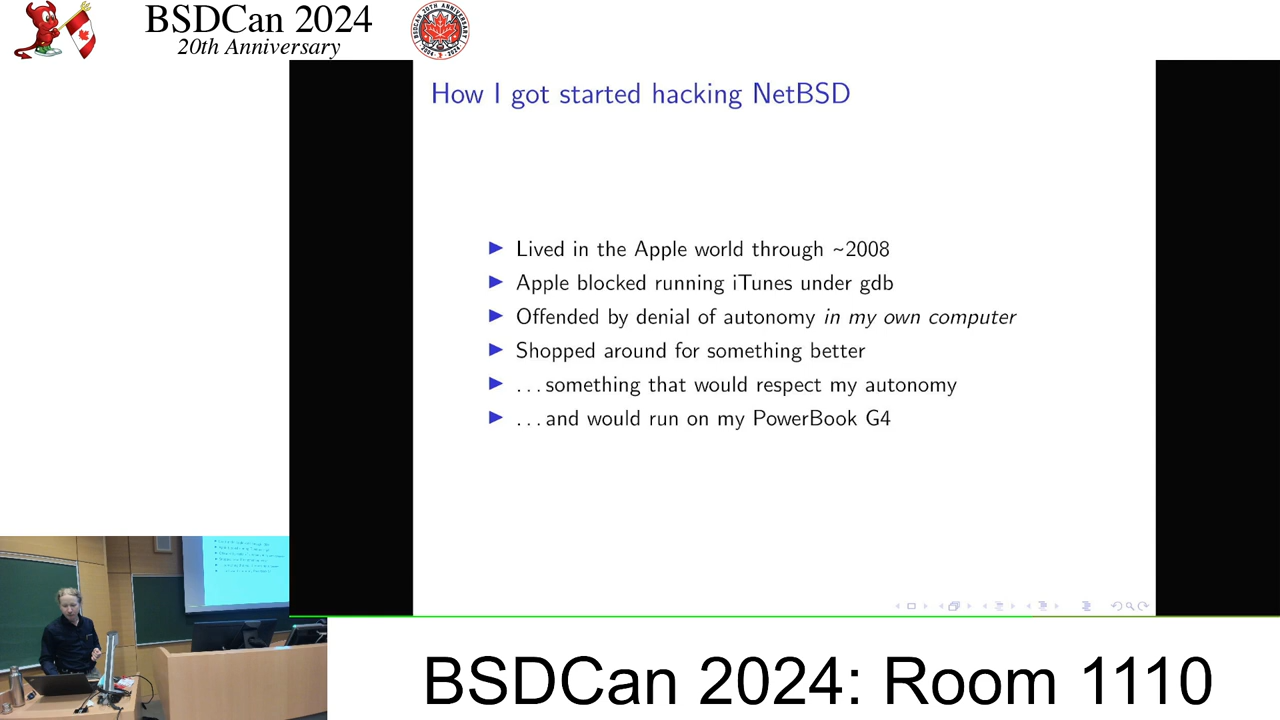 BSDCan 2024
20th Anniversary
How I got started hacking NetBSD
▶ Lived in the Apple world through ~2008
▶ Apple blocked running iTunes under gdb
▶ Offended by denial of autonomy in my own computer
▶ Shopped around for something better
▶ ...something that would respect my autonomy
▶ ...and would run on my PowerBook G4
BSDCan 2024: Room 1110